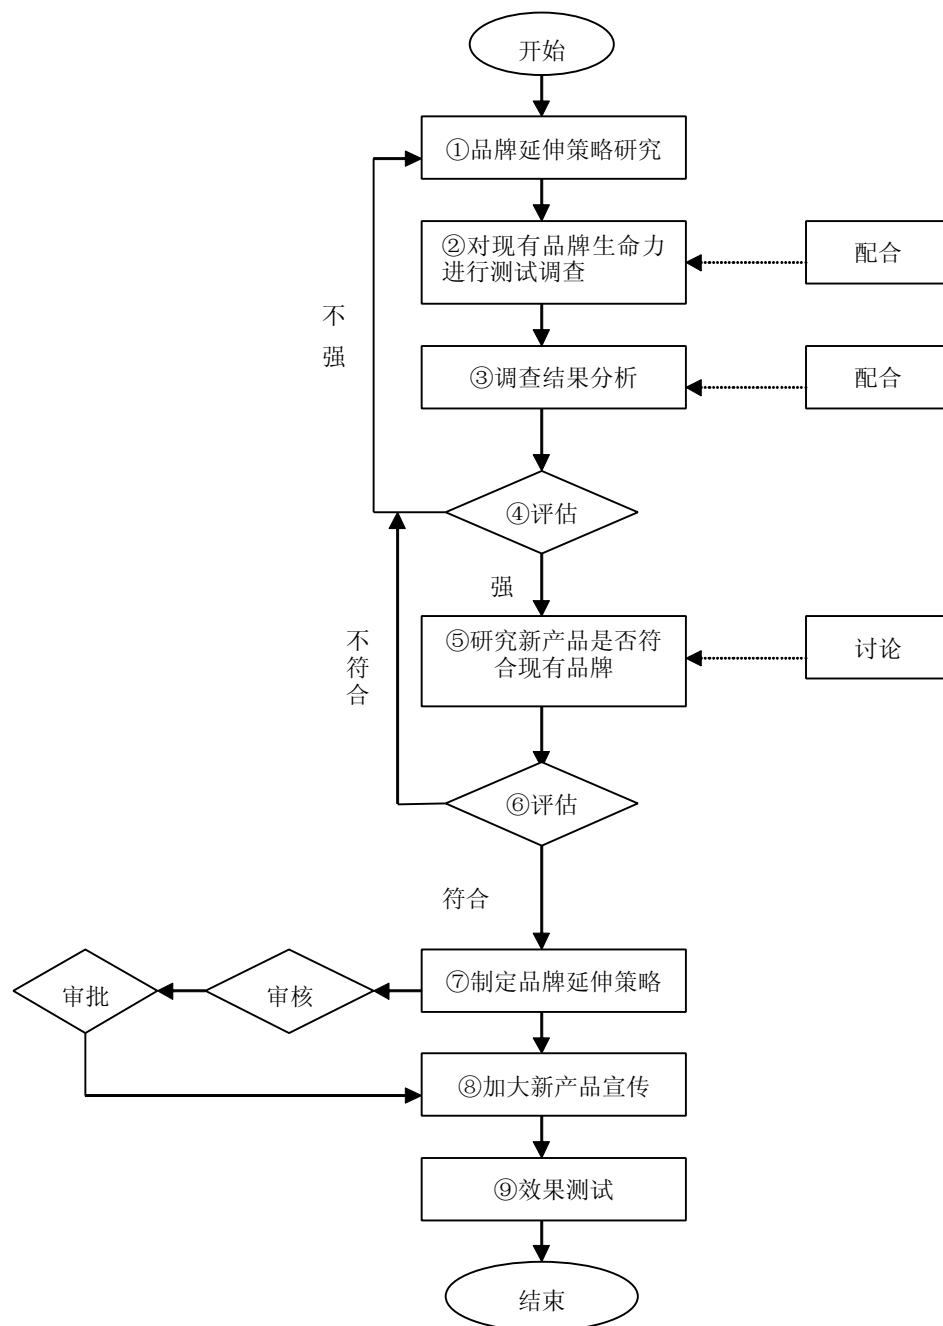 开始
①品牌延伸策略研究
②对现有品牌生命力
进行测试调查
配合
不
强
③调查结果分析
配合
④评估
强
⑤研究新产品是否符
合现有品牌
讨论
不
符
合
⑥评估
符合
⑦制定品牌延伸策略
审核
审批
⑧加大新产品宣传
⑨效果测试
结束